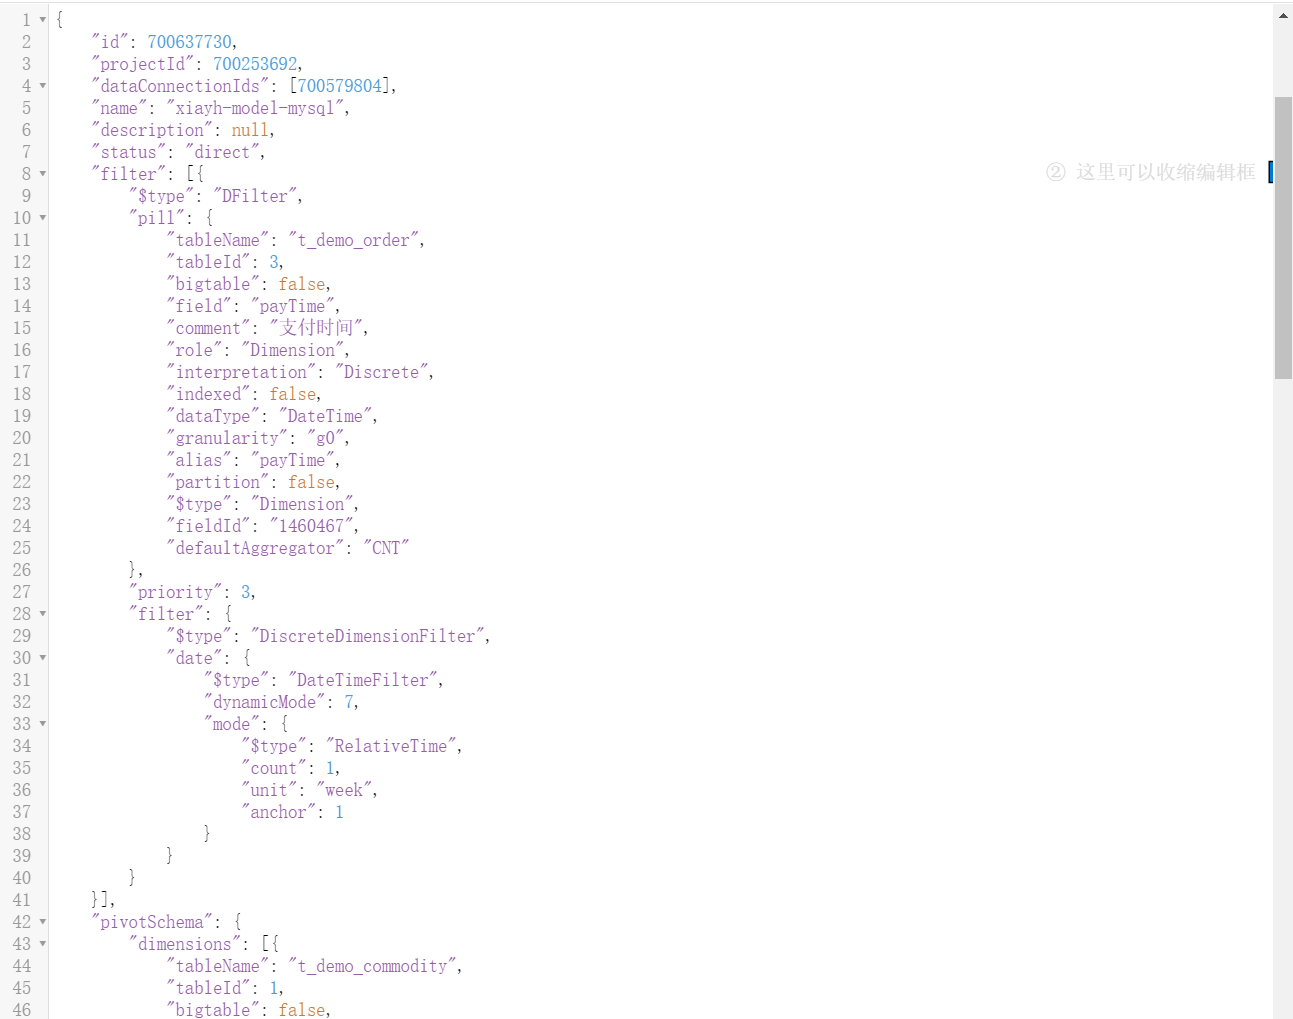 1 {
2 "id": 700637730,
3 "projectId": 700253692,
4 "dataConnectionIds": [700579804],
5 "name": "xiayh-model-mysql",
6 "description": null,
7 "status": "direct",
8 "filter": [{
② 这里可以收缩编辑框
9 "$type": "DFilter",
10 "pill": {
11 "tableName": "t_demo_order",
12 "tableId": 3,
13 "bigtable": false,
14 "field": "payTime",
15 "comment": "支付时间",
16 "role": "Dimension",
17 "interpretation": "Discrete",
18 "indexed": false,
19 "dataType": "DateTime",
20 "granularity": "g0",
21 "alias": "payTime",
22 "partition": false,
23 "$type": "Dimension",
24 "fieldId": "1460467",
25 "defaultAggregator": "CNT"
26 },
27 "priority": 3,
28 "filter": {
29 "$type": "DiscreteDimensionFilter",
30 "date": {
31 "$type": "DateTimeFilter",
32 "dynamicMode": 7,
33 "mode": {
34 "$type": "RelativeTime",
35 "count": 1,
36 "unit": "week",
37 "anchor": 1
38 }
39 }
40 }
41 }],
42 "pivotSchema": {
43 "dimensions": [{
44 "tableName": "t_demo_commodity",
45 "tableId": 1,
46 "bigtable": false,